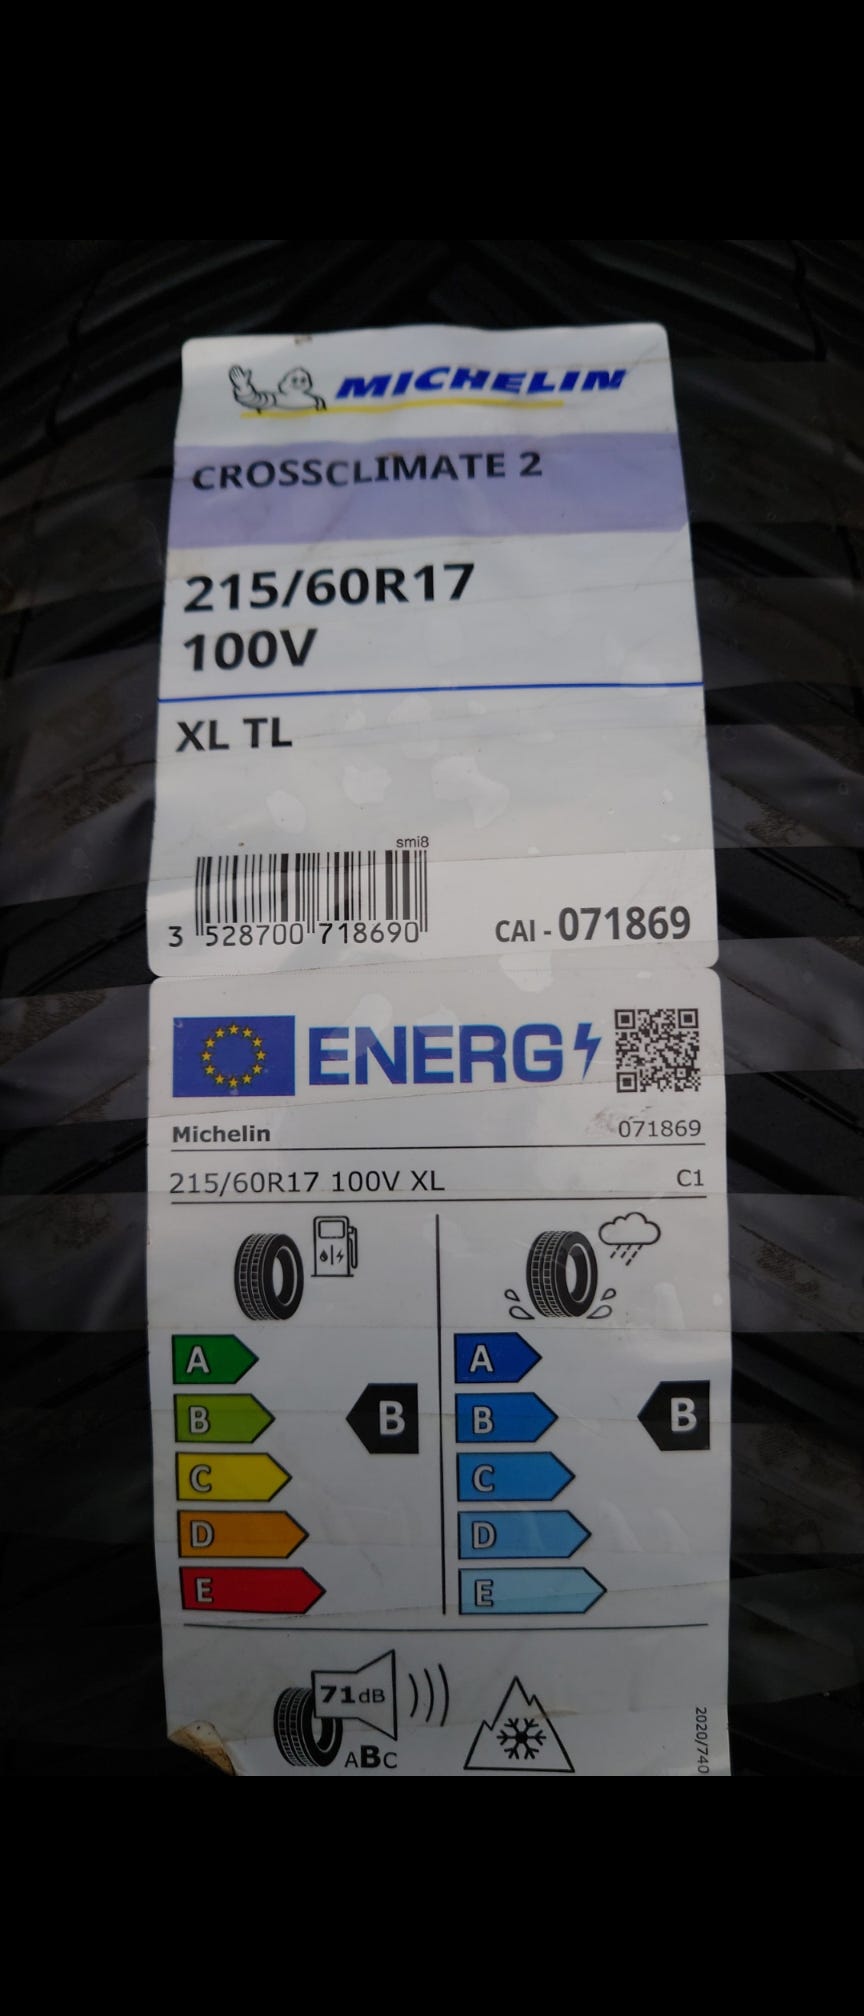 MICHELIN
CROSSCLIMATE 2
215/60R17
100V
XL TL
smi8
3 528700 718690
CAI - 071869
ENERG
Michelin 071869
215/60R17 100V XL C1
A A
B B B B
C C
D D
E E
71dB
ABC
2020/740